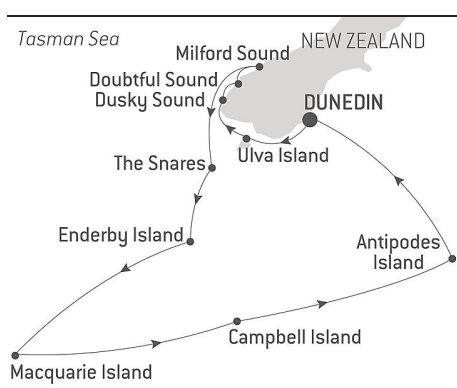 Tasman Sea
NEW ZEALAND
Milford Sound
Doubtful Sound
Dusky Sound
DUNEDIN
Ulva Island
The Snares
Enderby Island
Antipodes
Island
Campbell Island
Macquarie Island